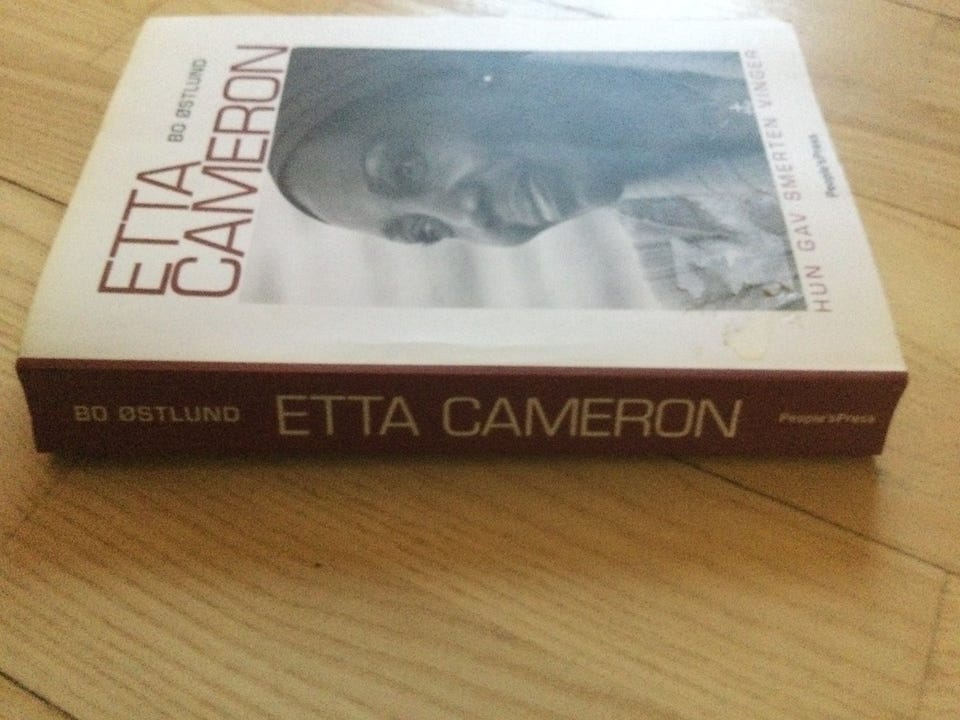 BO ØSTLUND
ETTA
CAMERON
HUN GAV SMERTEN VINGER
People'sPress
BO ØSTLUND
ETTA CAMERON
People'sPress